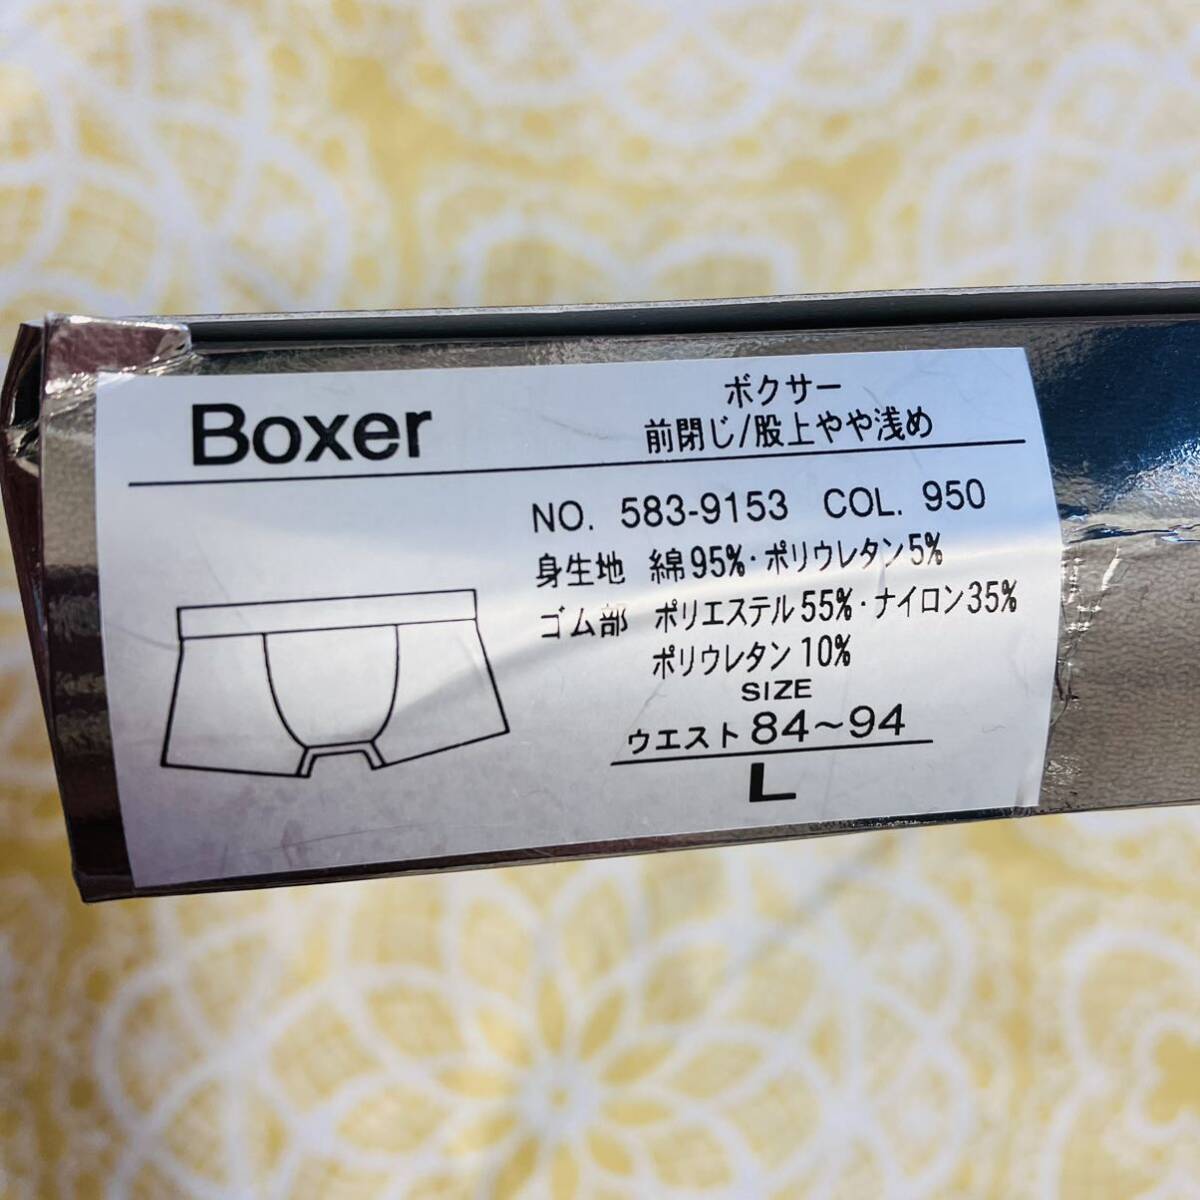 Boxer
ボクサー
前閉じ/股上やや浅め
NO. 583-9153 COL. 950
身生地 綿95%・ポリウレタン5%
ゴム部 ポリエステル55%・ナイロン35%
ポリウレタン10%
SIZE
ウエスト84~94
L